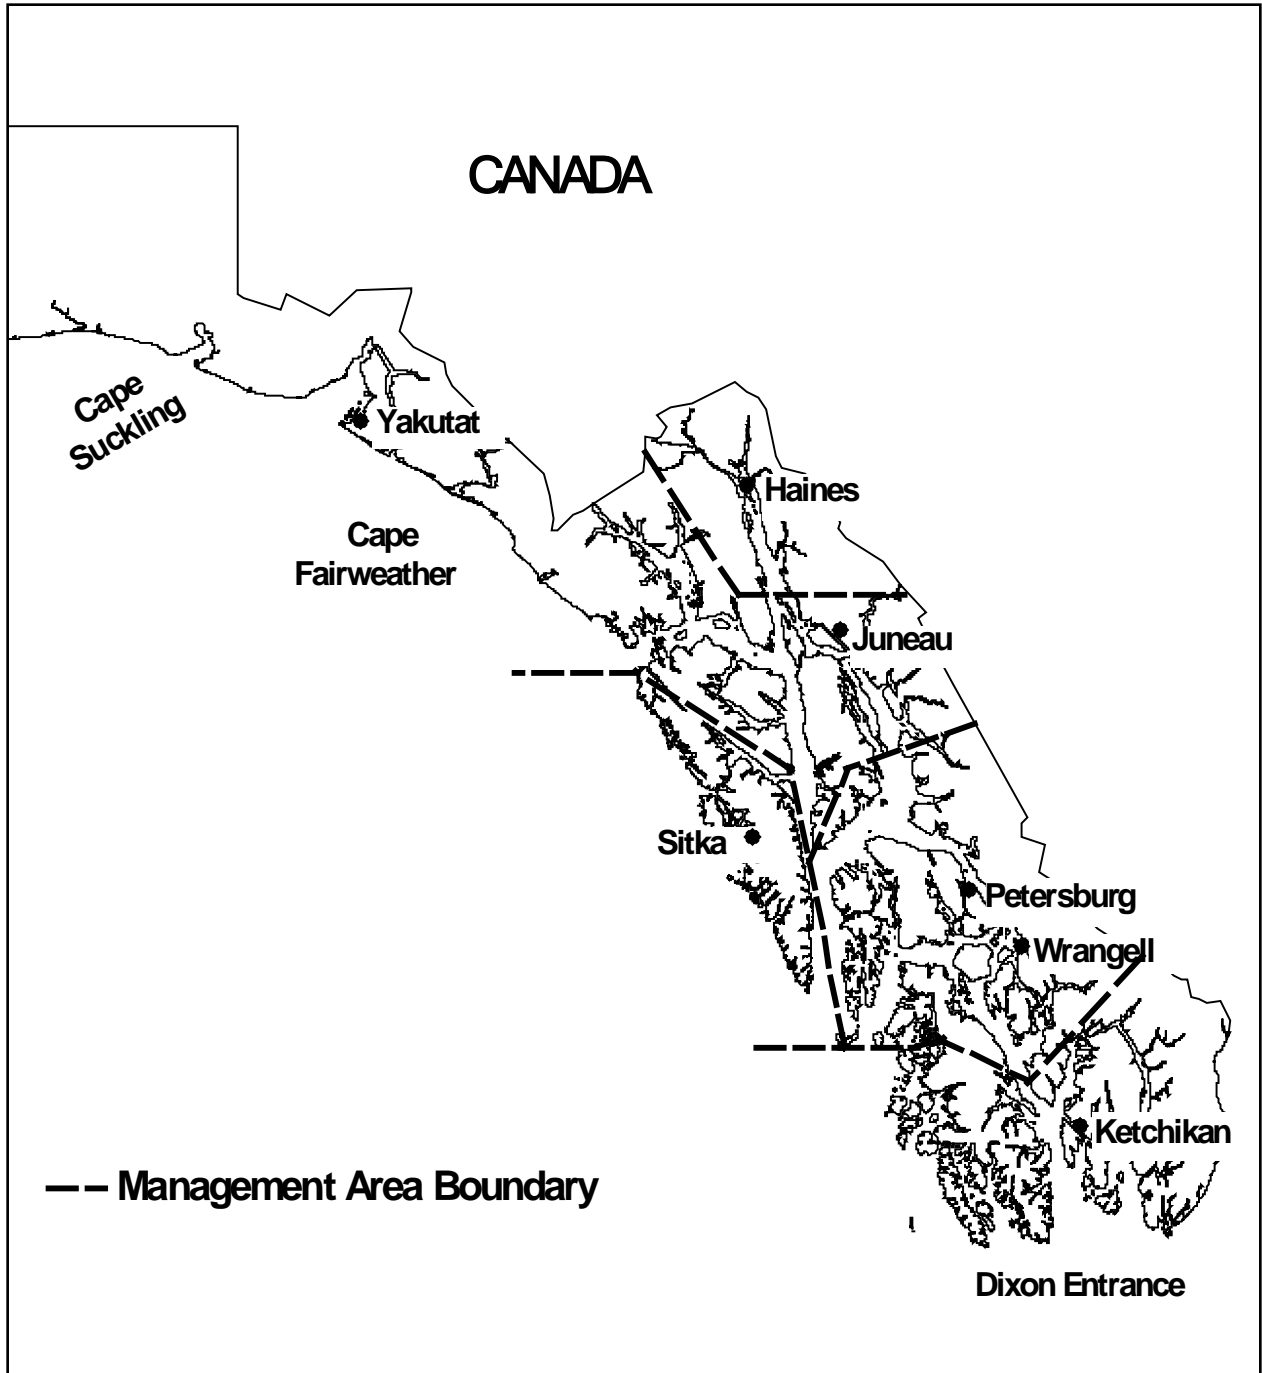 CANADA
Cape
Suckling
Yakutat
Haines
Cape
Fairweather
Juneau
Sitka
Petersburg
Wrangell
Ketchikan
Management Area Boundary
Dixon Entrance